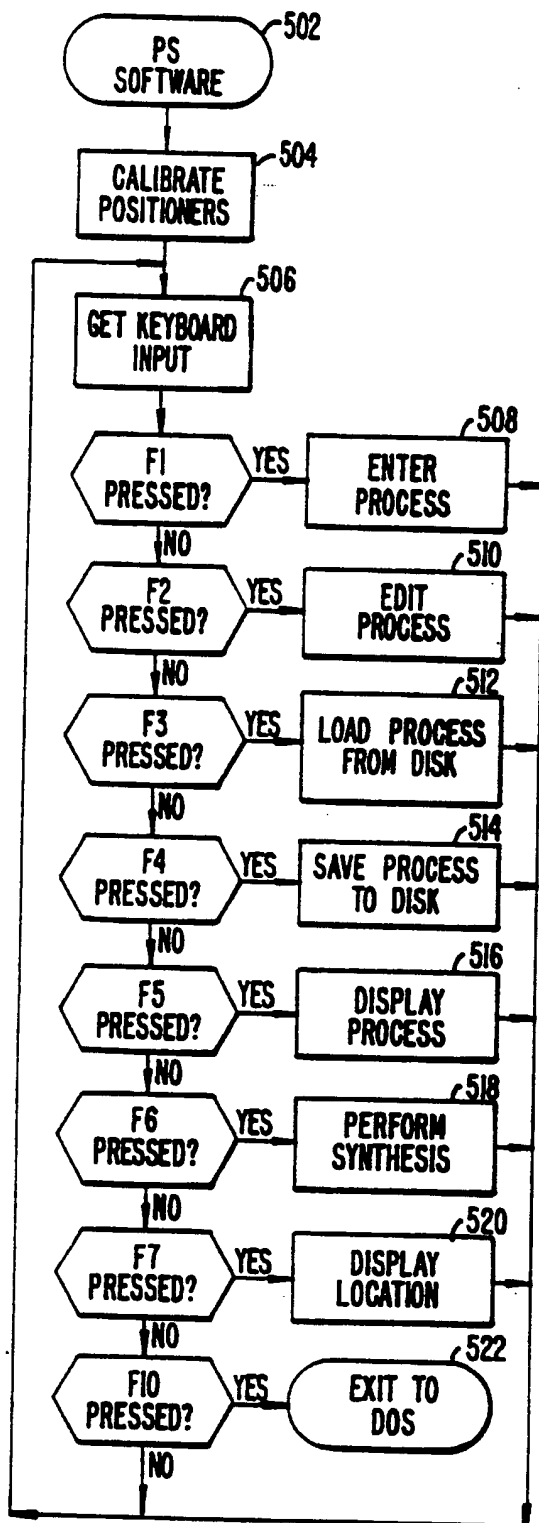 502
PS
SOFTWARE
504
CALIBRATE
POSITIONERS
506
GET KEYBOARD
INPUT
508
F1
PRESSED?
YES
ENTER
PROCESS
NO
510
F2
PRESSED?
YES
EDIT
PROCESS
NO
512
F3
PRESSED?
YES
LOAD PROCESS
FROM DISK
NO
514
F4
PRESSED?
YES
SAVE PROCESS
TO DISK
NO
516
F5
PRESSED?
YES
DISPLAY
PROCESS
NO
518
F6
PRESSED?
YES
PERFORM
SYNTHESIS
NO
520
F7
PRESSED?
YES
DISPLAY
LOCATION
NO
522
F10
PRESSED?
YES
EXIT TO
DOS
NO